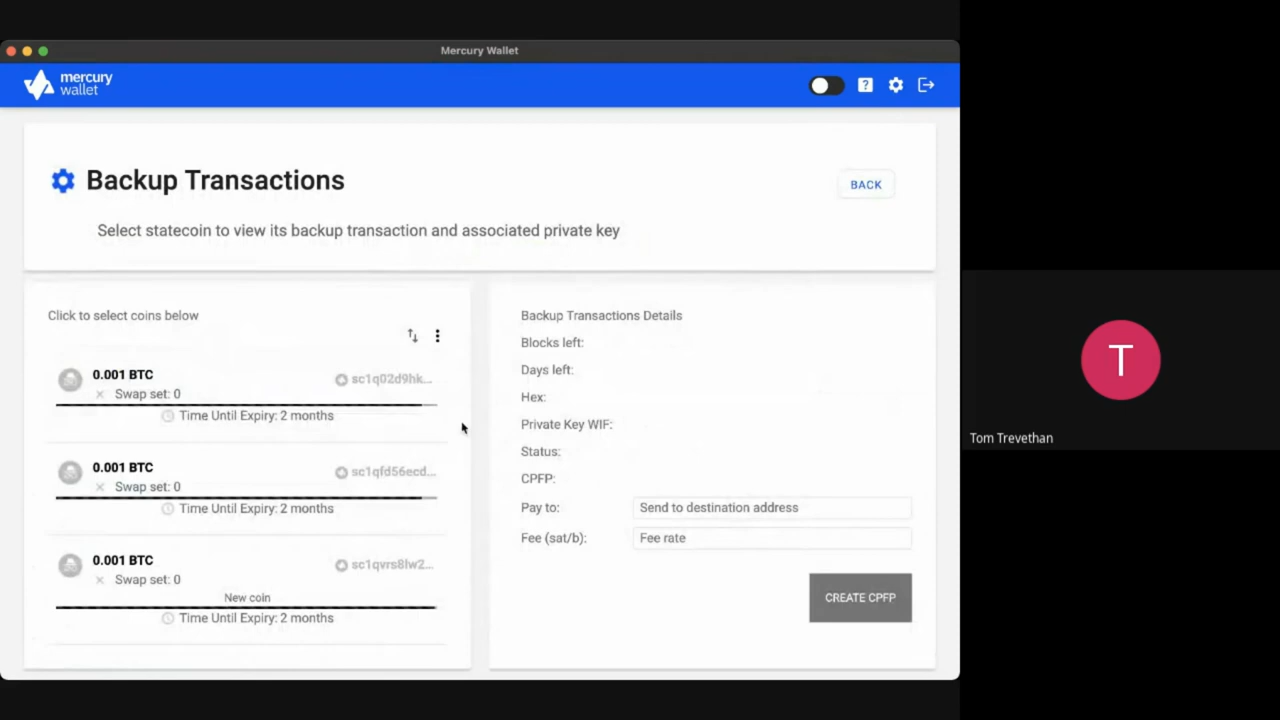 Mercury Wallet
mercury
wallet
?
Backup Transactions
BACK
Select statecoin to view its backup transaction and associated private key
Click to select coins below
0.001 BTC
sc1q02d9hk...
× Swap set: 0
Time Until Expiry: 2 months
0.001 BTC
sc1qfd56ecd...
× Swap set: 0
Time Until Expiry: 2 months
0.001 BTC
sc1qvrs8lw2...
× Swap set: 0
New coin
Time Until Expiry: 2 months
Backup Transactions Details
Blocks left:
Days left:
Hex:
Private Key WIF:
Status:
CPFP:
Pay to: Send to destination address
Fee (sat/b): Fee rate
CREATE CPFP
T
Tom Trevethan